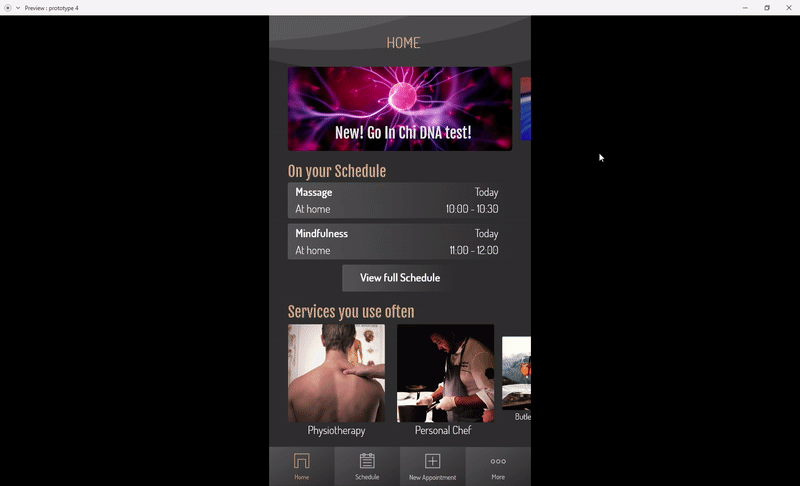 Preview : prototype 4
HOME
New! Go In Chi DNA test!
On your Schedule
Massage Today
At home 10:00 - 10:30
Mindfulness Today
At home 11:00 - 12:00
View full Schedule
Services you use often
Physiotherapy Personal Chef Butle
Home Schedule New Appointment More